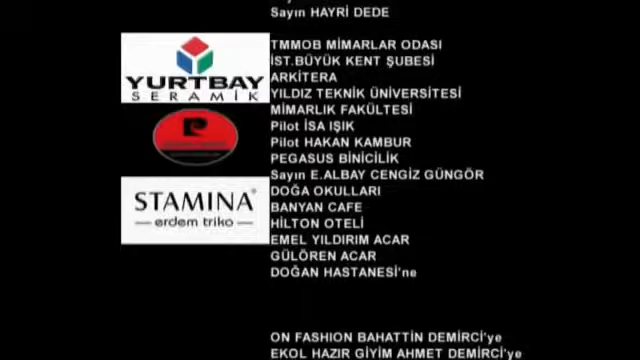 Sayın HAYRİ DEDE
TMMOB MİMARLAR ODASI
İST.BÜYÜK KENT ŞUBESİ
ARKİTERA
YILDIZ TEKNİK ÜNİVERSİTESİ
MİMARLIK FAKÜLTESİ
Pilot İSA IŞIK
Pilot HAKAN KAMBUR
PEGASUS BİNİCİLİK
Sayın E.ALBAY CENGİZ GÜNGÖR
DOĞA OKULLARI
BANYAN CAFE
HİLTON OTELİ
EMEL YILDIRIM ACAR
GÜLÖREN ACAR
DOĞAN HASTANESİ'ne
ON FASHION BAHATTİN DEMİRCİ'ye
EKOL HAZIR GİYİM AHMET DEMİRCİ'ye
YURTBAY
SERAMİK
STAMINA®
erdem triko